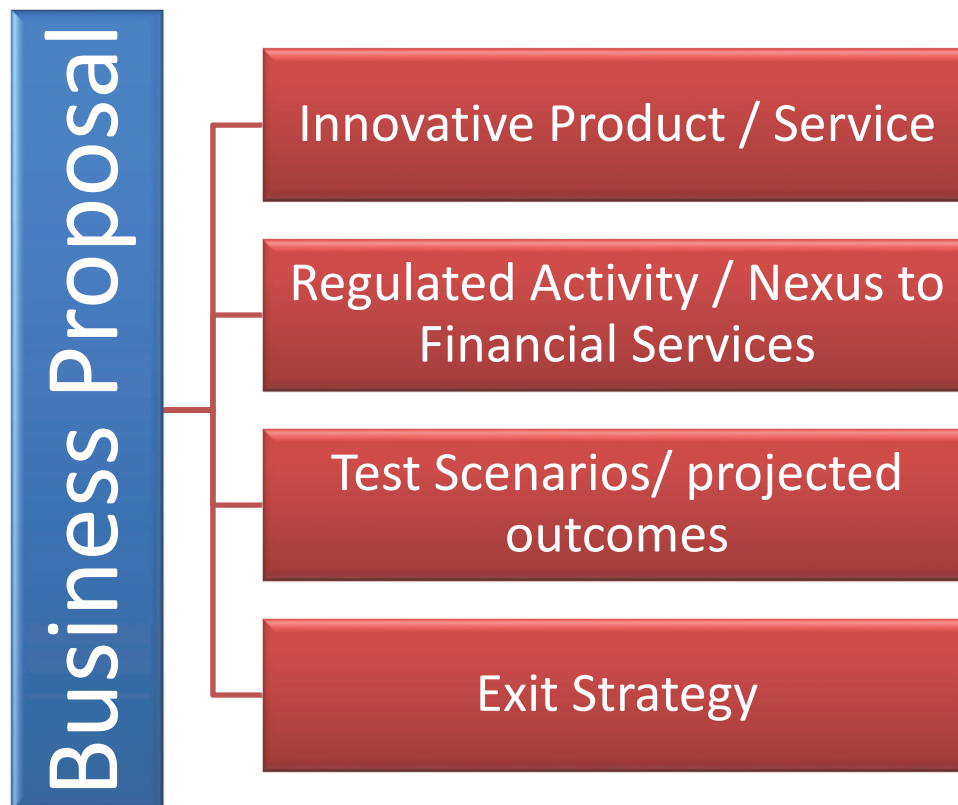 Business Proposal
Innovative Product / Service
Regulated Activity / Nexus to
Financial Services
Test Scenarios/ projected
outcomes
Exit Strategy